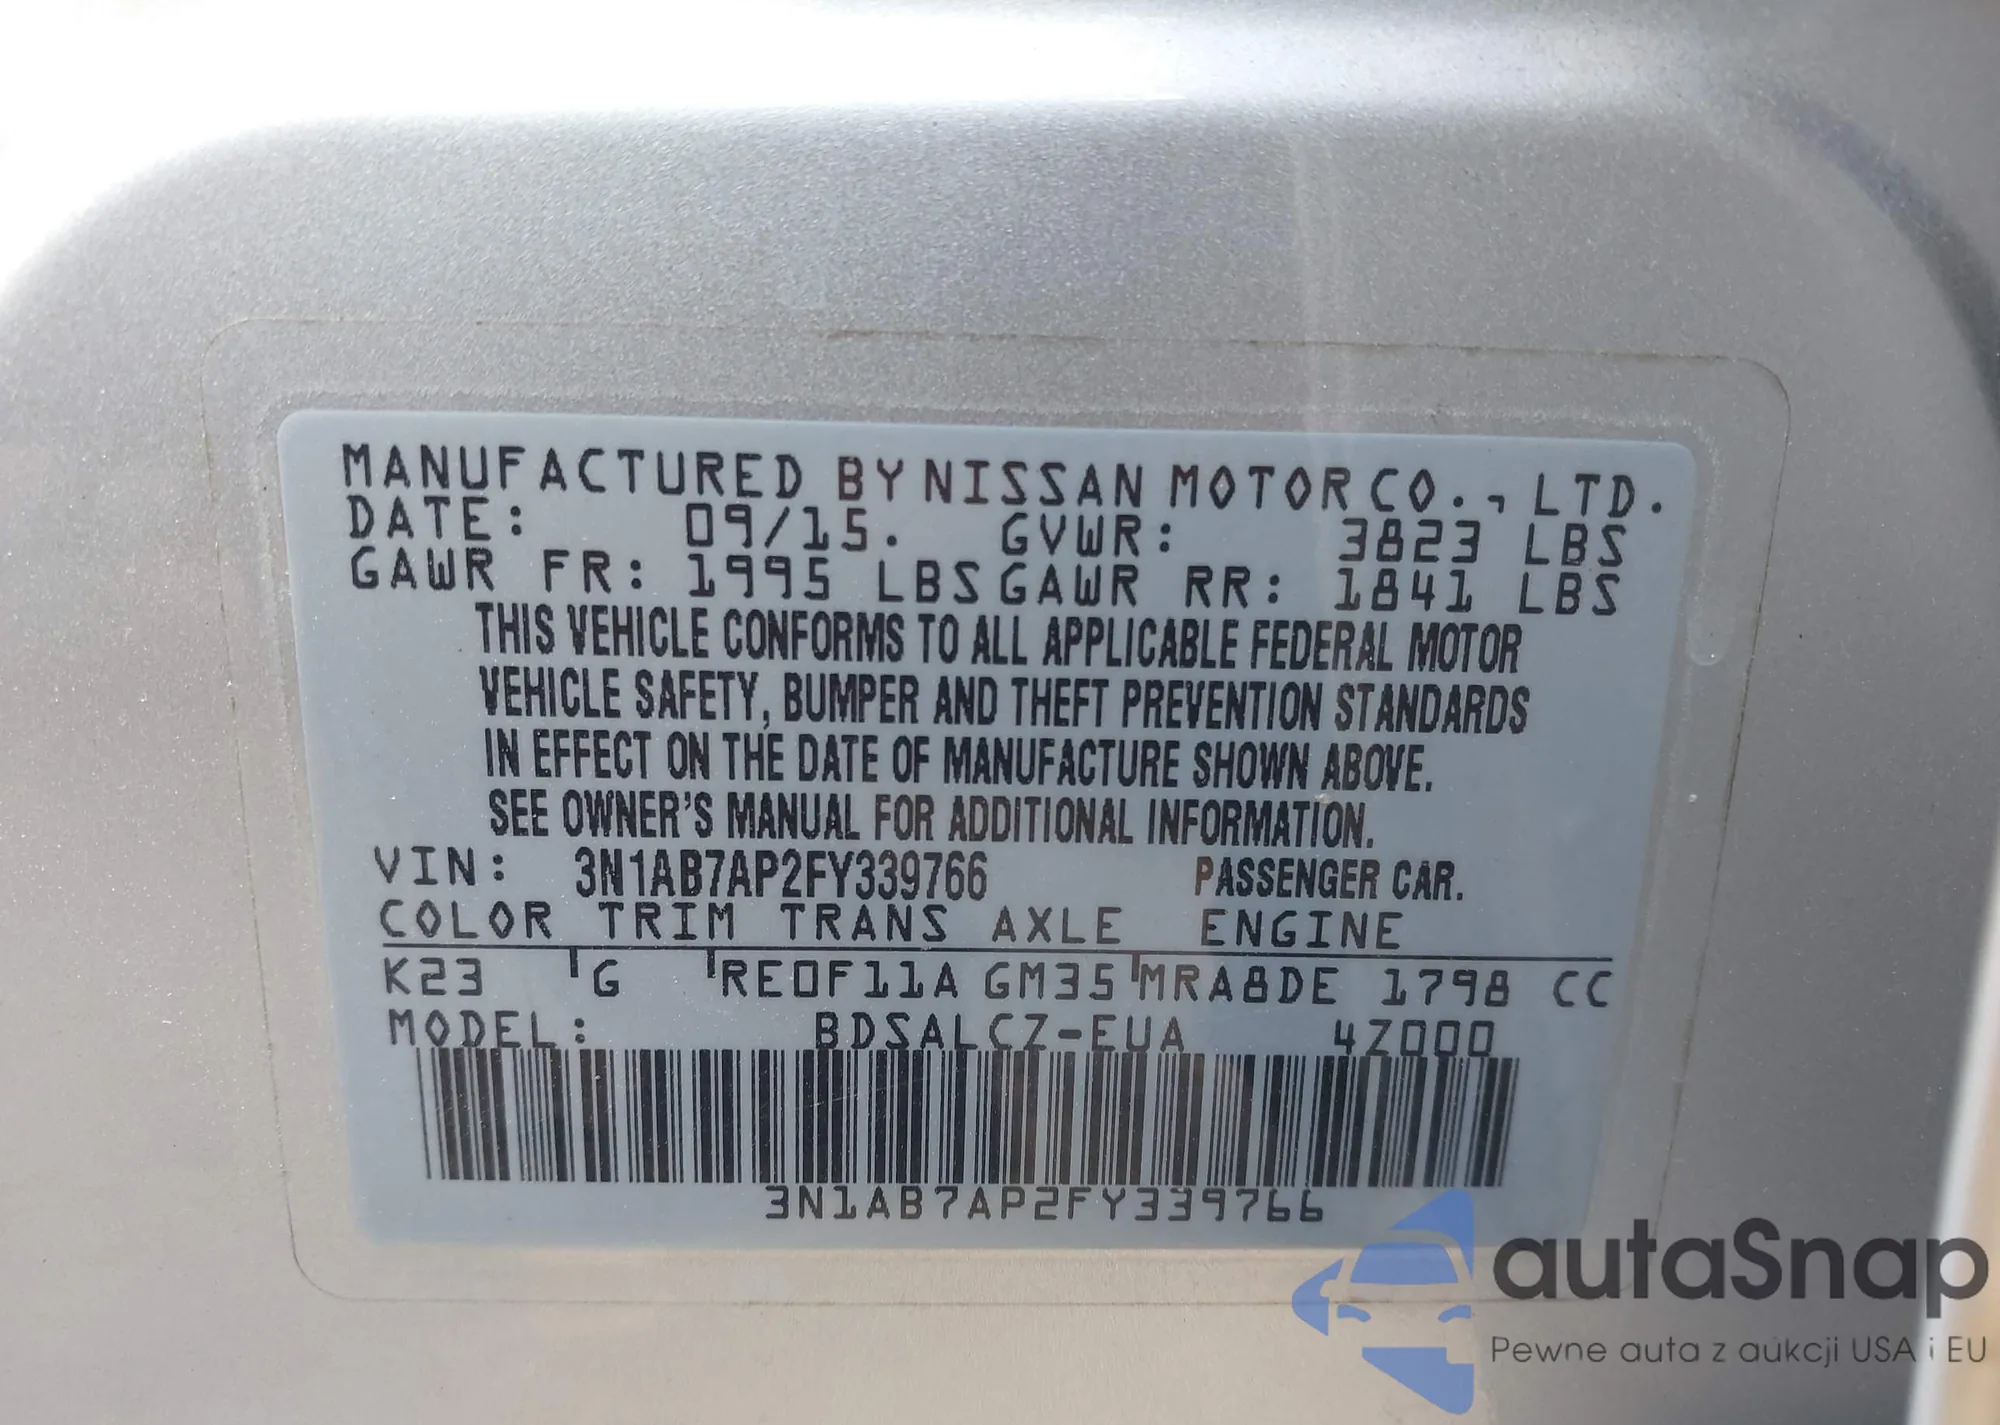 MANUFACTURED BY NISSAN MOTOR CO., LTD.
DATE: 09/15. GVWR: 3823 LBS
GAWR FR: 1995 LBS GAWR RR: 1841 LBS
THIS VEHICLE CONFORMS TO ALL APPLICABLE FEDERAL MOTOR
VEHICLE SAFETY, BUMPER AND THEFT PREVENTION STANDARDS
IN EFFECT ON THE DATE OF MANUFACTURE SHOWN ABOVE.
SEE OWNER'S MANUAL FOR ADDITIONAL INFORMATION.
VIN: 3N1AB7AP2FY339766 PASSENGER CAR.
COLOR TRIM TRANS AXLE ENGINE
K23 G RE0F11A GM35 MRA8DE 1798 CC
MODEL: BDSALCZ-EUA 4Z000
3N1AB7AP2FY339766
autaSnap
Pewne auta z aukcji USA i EU